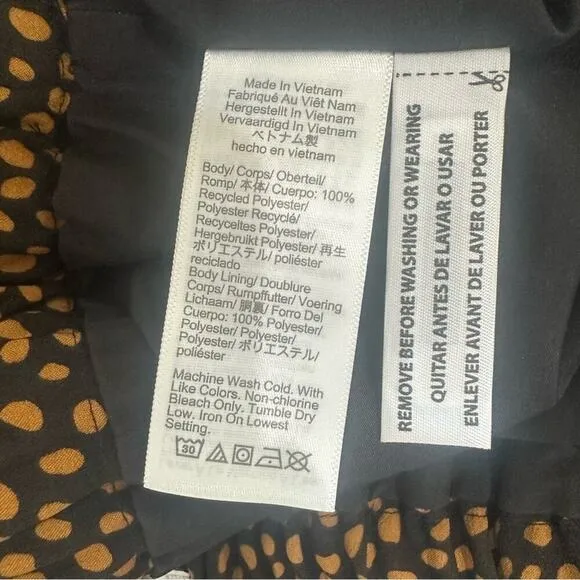 Made In Vietnam
Fabriqué Au Viêt Nam
Hergestellt In Vietnam
Vervaardigd In Vietnam
ベトナム製
hecho en vietnam
Body/ Corps/ Oberteil/
Romp/ 本体/ Cuerpo: 100%
Recycled Polyester/
Polyester Recyclé/
Recyceltes Polyester/
Hergebruikt Polyester/ 再生
ポリエステル/ poliéster
reciclado
Body Lining/ Doublure
Corps/ Rumpffutter/ Voering
Lichaam/ 胴裏/ Forro Del
Cuerpo: 100% Polyester/
Polyester/ Polyester/
Polyester/ ポリエステル/
poliéster
Machine Wash Cold. With
Like Colors. Non-chlorine
Bleach Only. Tumble Dry
Low. Iron On Lowest
Setting.
30
REMOVE BEFORE WASHING OR WEARING
QUITAR ANTES DE LAVAR O USAR
ENLEVER AVANT DE LAVER OU PORTER